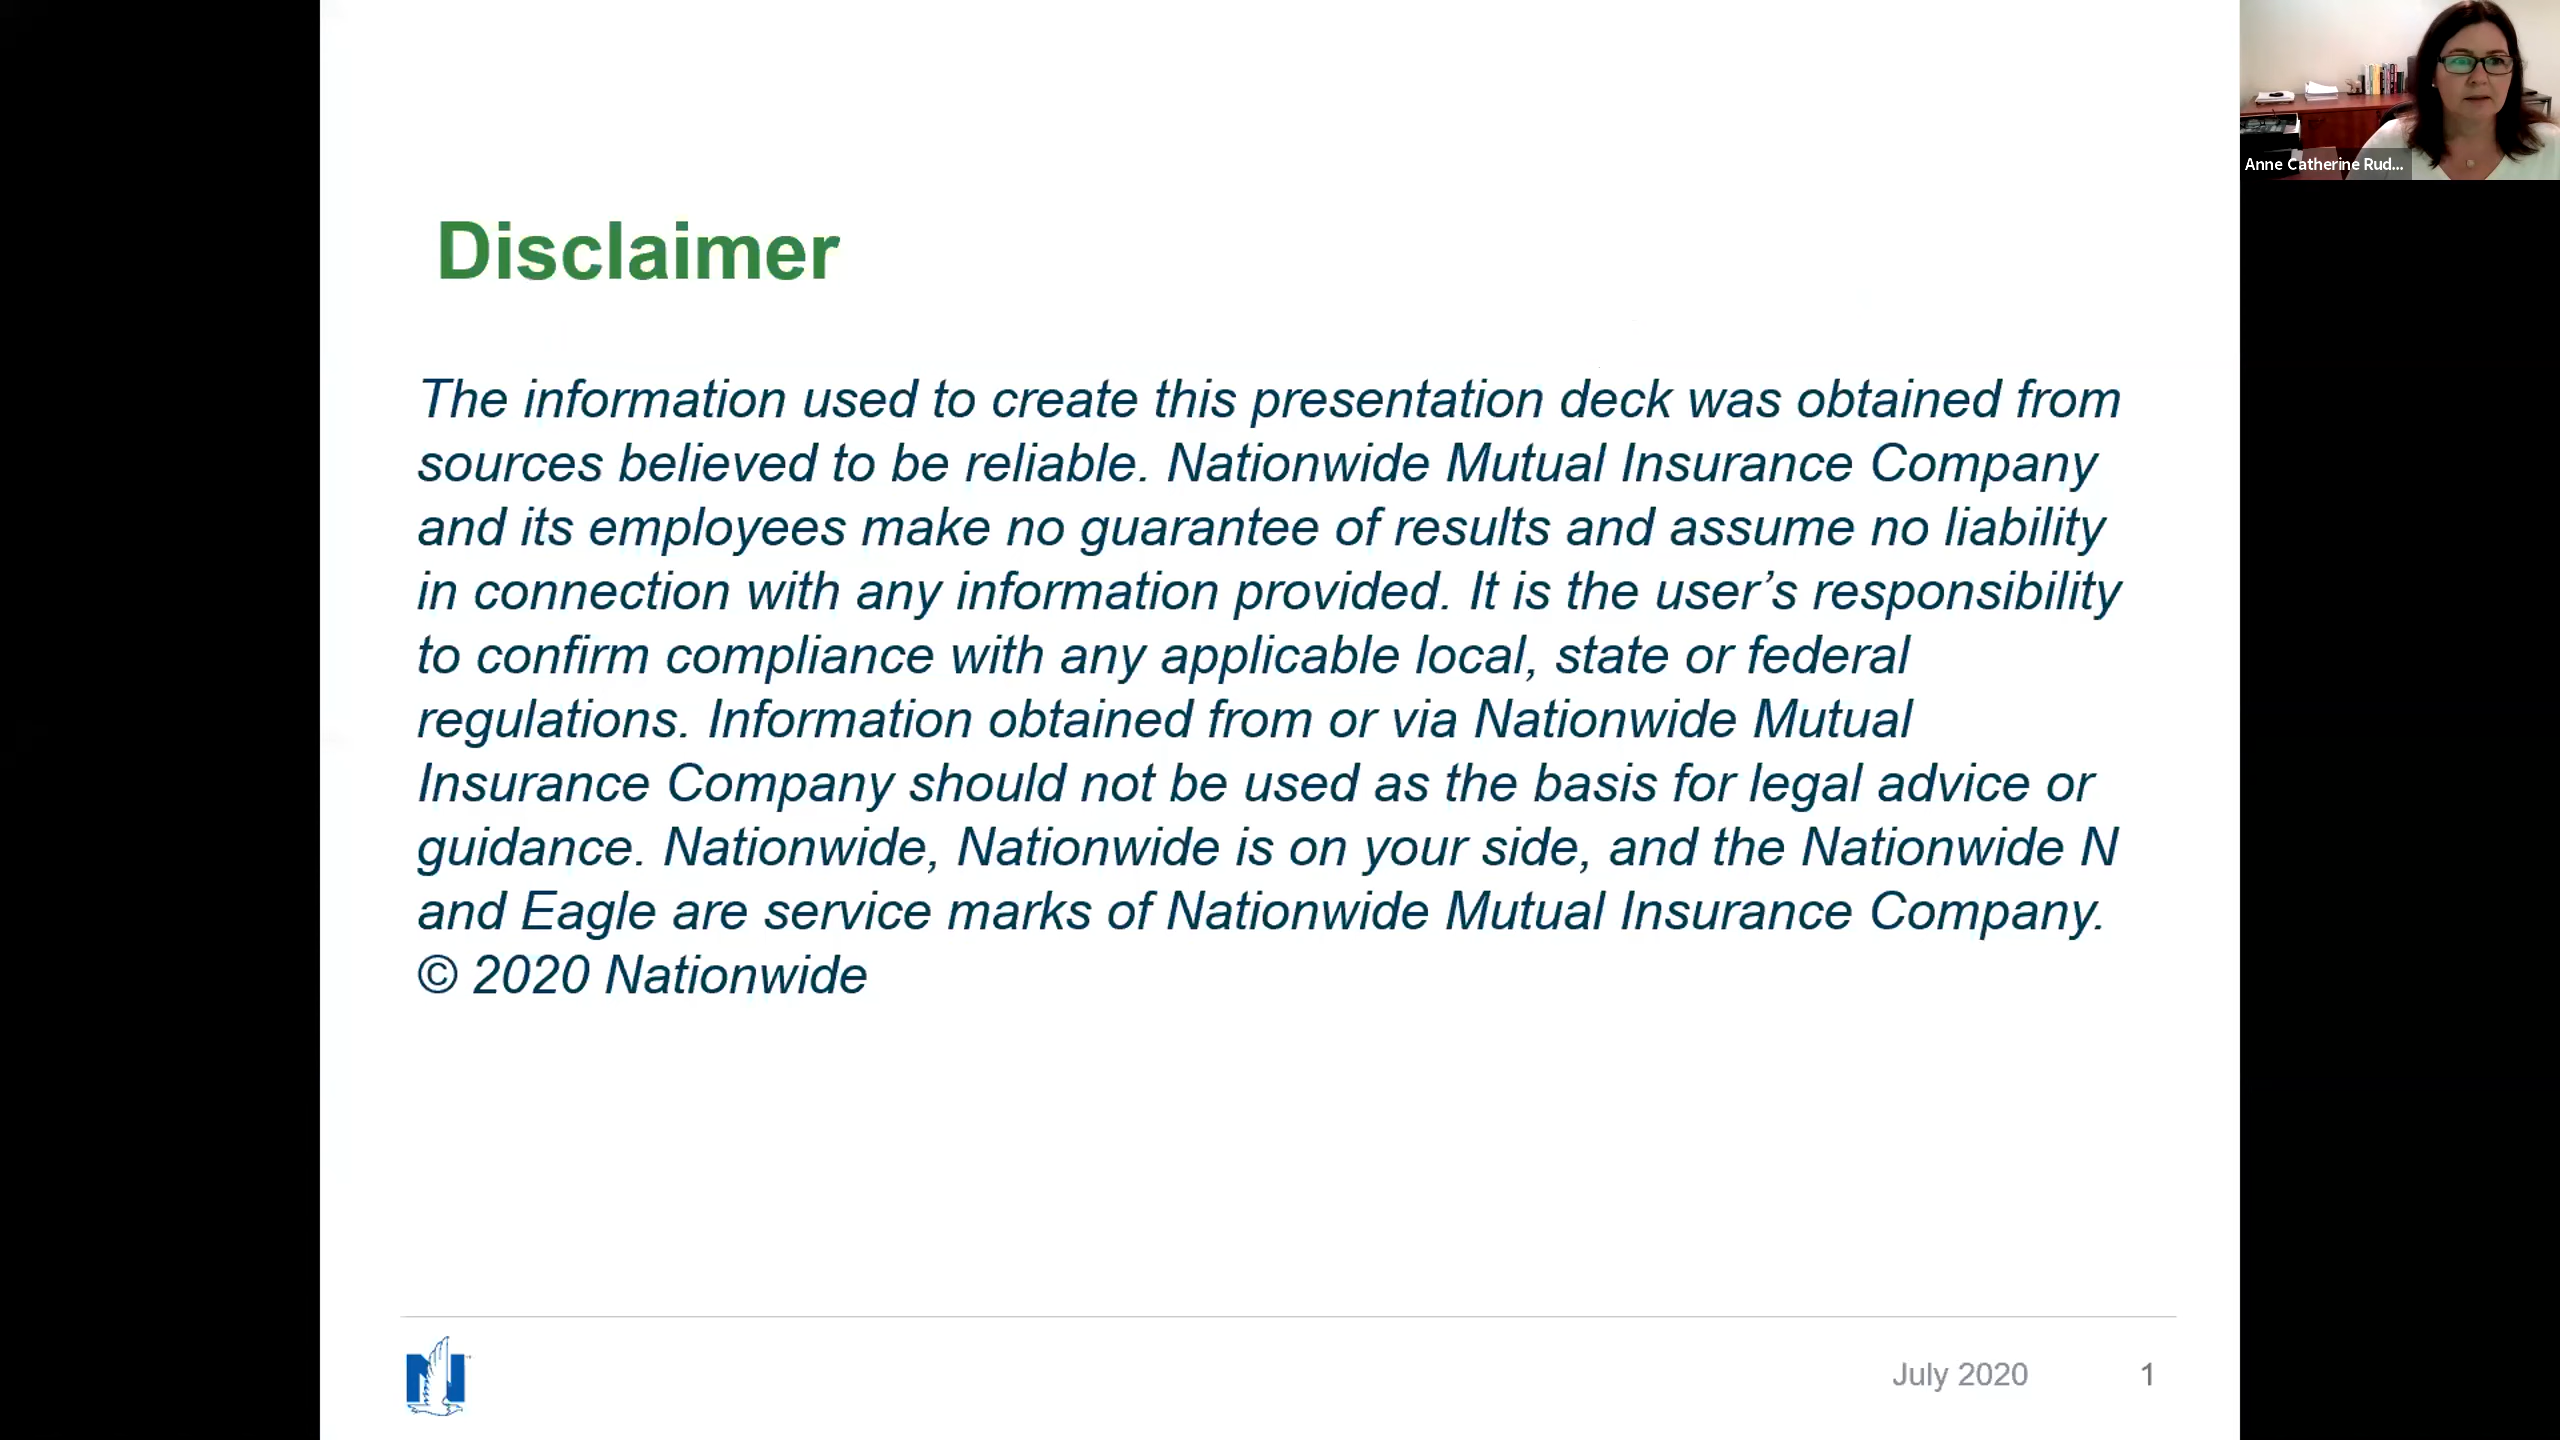 Anne Catherine Rud...
Disclaimer
The information used to create this presentation deck was obtained from
sources believed to be reliable. Nationwide Mutual Insurance Company
and its employees make no guarantee of results and assume no liability
in connection with any information provided. It is the user’s responsibility
to confirm compliance with any applicable local, state or federal
regulations. Information obtained from or via Nationwide Mutual
Insurance Company should not be used as the basis for legal advice or
guidance. Nationwide, Nationwide is on your side, and the Nationwide N
and Eagle are service marks of Nationwide Mutual Insurance Company.
© 2020 Nationwide
N
July 2020
1